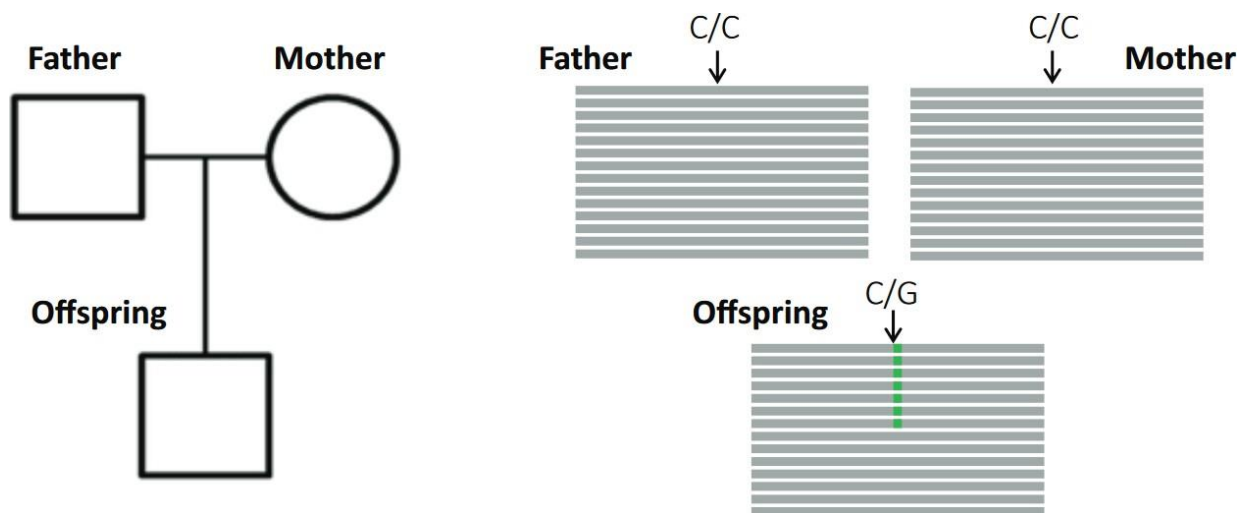 Father
Mother
Offspring
C/C
Father
C/C
Mother
C/G
Offspring